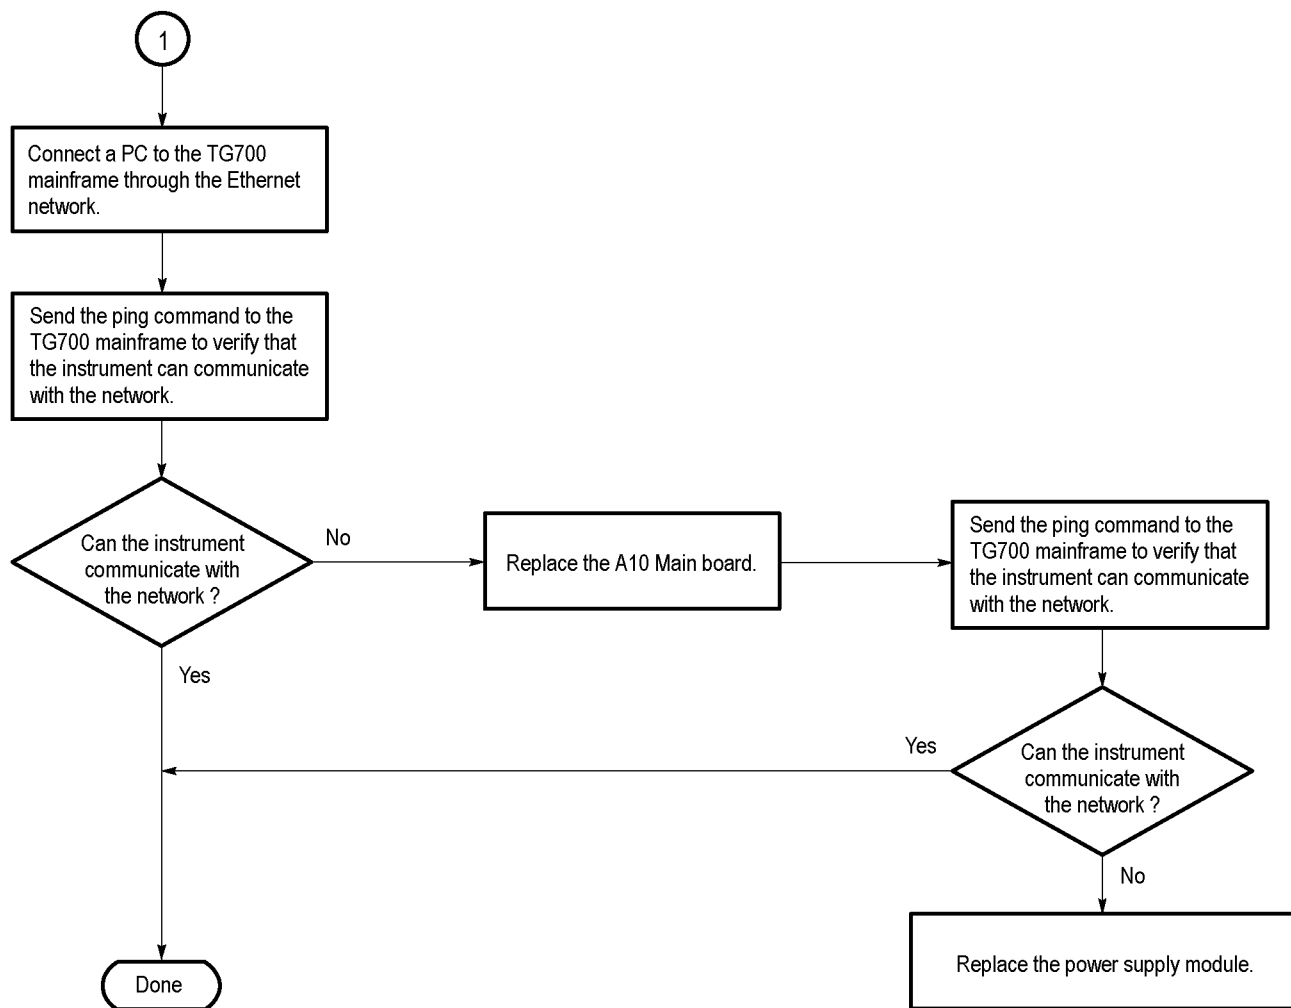 1
Connect a PC to the TG700
mainframe through the Ethernet
network.
Send the ping command to the
TG700 mainframe to verify that
the instrument can communicate
with the network.
Can the instrument
communicate with
the network ?
No
Replace the A10 Main board.
Send the ping command to the
TG700 mainframe to verify that
the instrument can communicate
with the network.
Yes
Yes
Can the instrument
communicate with
the network ?
No
Replace the power supply module.
Done